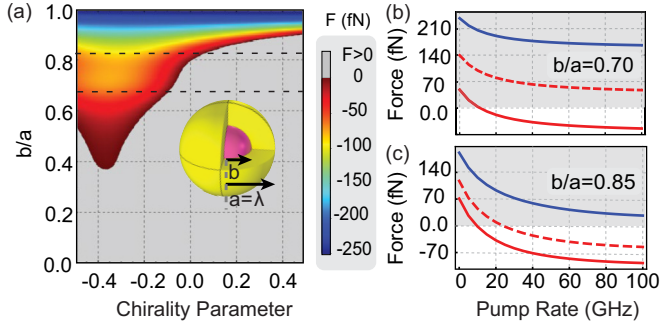 (a)
b/a
1.0
0.8
0.6
0.4
0.2
0.0
-0.4
-0.2
0.0
0.2
0.4
Chirality Parameter
b
a=λ
F (fN)
F>0
0
-50
-100
-150
-200
-250
(b)
Force (fN)
210
140
70
0.0
b/a=0.70
(c)
Force (fN)
140
70
0.0
-70
b/a=0.85
0
20
40
60
80
100
Pump Rate (GHz)